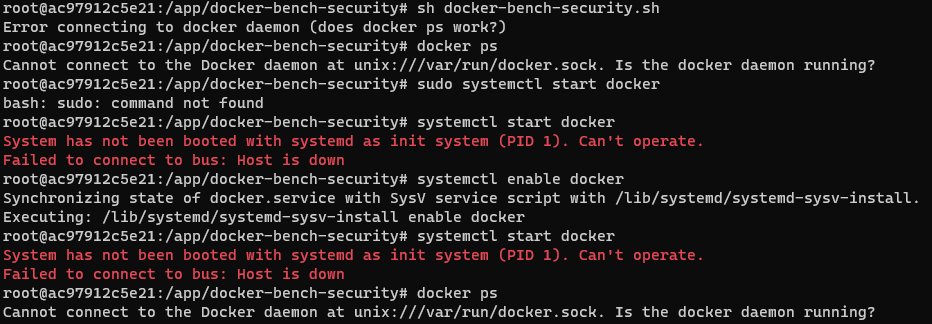 root@ac97912c5e21:/app/docker-bench-security# sh docker-bench-security.sh
Error connecting to docker daemon (does docker ps work?)
root@ac97912c5e21:/app/docker-bench-security# docker ps
Cannot connect to the Docker daemon at unix:///var/run/docker.sock. Is the docker daemon running?
root@ac97912c5e21:/app/docker-bench-security# sudo systemctl start docker
bash: sudo: command not found
root@ac97912c5e21:/app/docker-bench-security# systemctl start docker
System has not been booted with systemd as init system (PID 1). Can't operate.
Failed to connect to bus: Host is down
root@ac97912c5e21:/app/docker-bench-security# systemctl enable docker
Synchronizing state of docker.service with SysV service script with /lib/systemd/systemd-sysv-install.
Executing: /lib/systemd/systemd-sysv-install enable docker
root@ac97912c5e21:/app/docker-bench-security# systemctl start docker
System has not been booted with systemd as init system (PID 1). Can't operate.
Failed to connect to bus: Host is down
root@ac97912c5e21:/app/docker-bench-security# docker ps
Cannot connect to the Docker daemon at unix:///var/run/docker.sock. Is the docker daemon running?